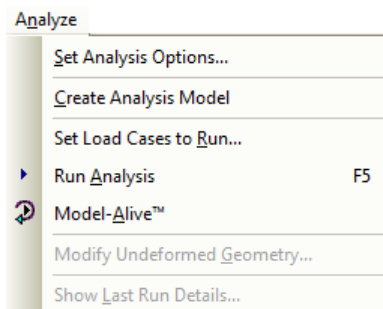 Analyze
Set Analysis Options...
Create Analysis Model
Set Load Cases to Run...
Run Analysis F5
Model-Alive™
Modify Undeformed Geometry...
Show Last Run Details...